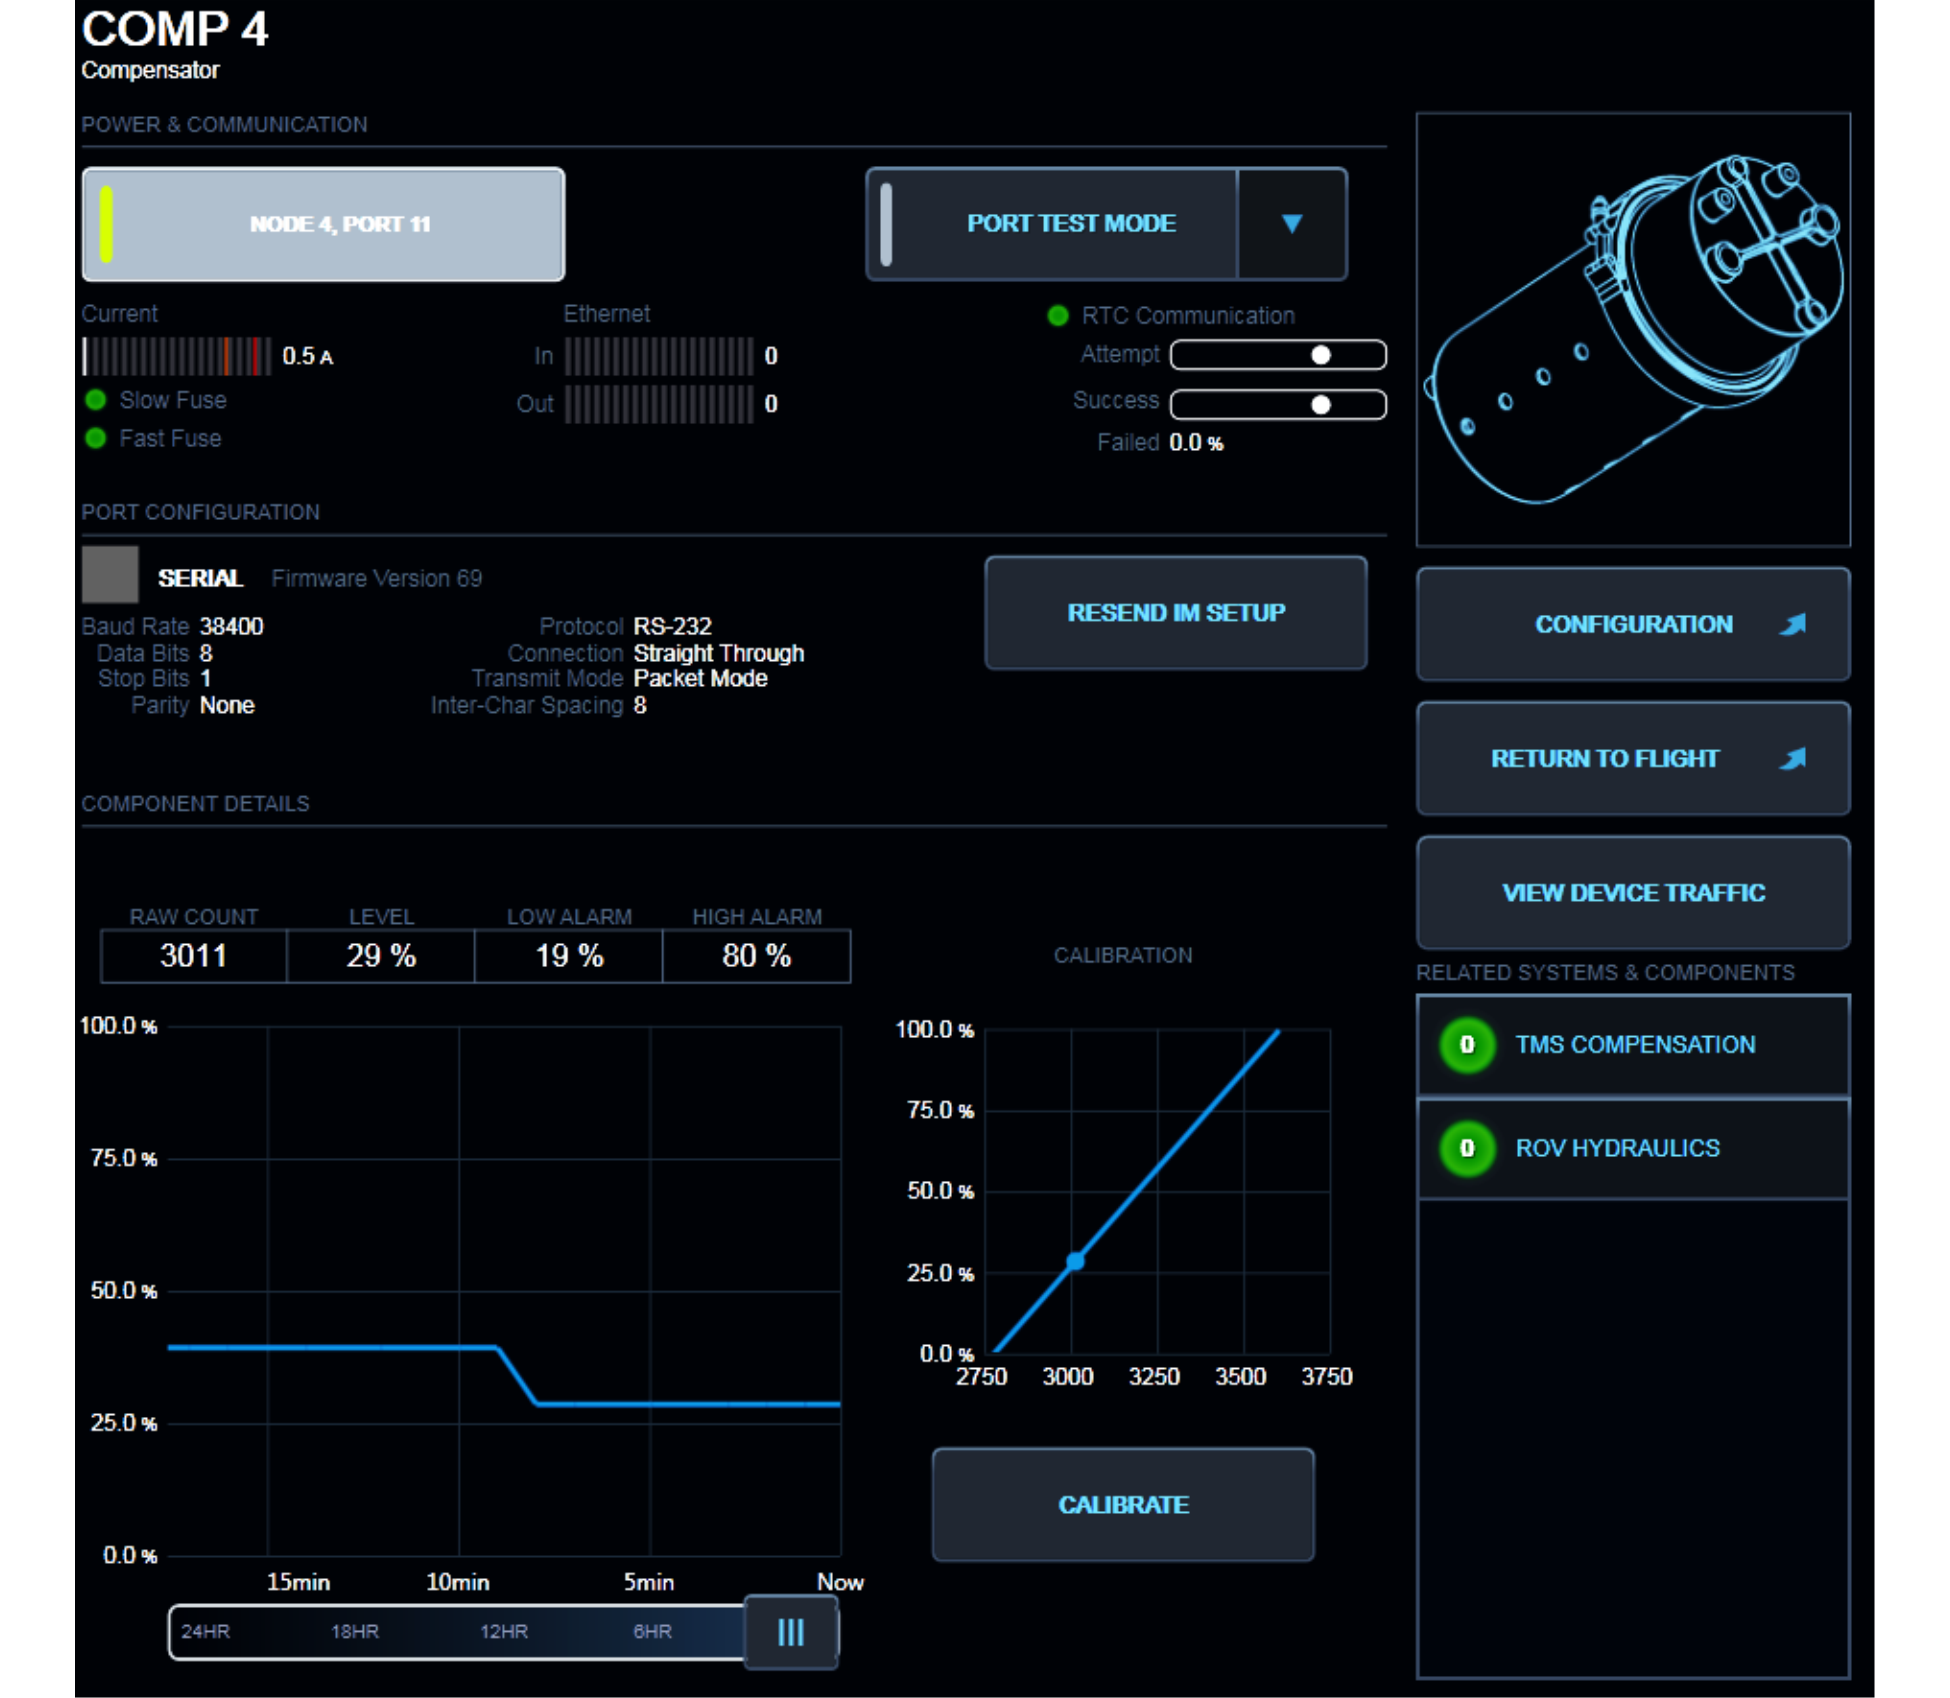 COMP 4
Compensator
POWER & COMMUNICATION
NODE 4, PORT 11
PORT TEST MODE
Current
0.5 A
Slow Fuse
Fast Fuse
Ethernet
In 0
Out 0
RTC Communication
Attempt
Success
Failed 0.0 %
PORT CONFIGURATION
SERIAL Firmware Version 69
Baud Rate 38400
Data Bits 8
Stop Bits 1
Parity None
Protocol RS-232
Connection Straight Through
Transmit Mode Packet Mode
Inter-Char Spacing 8
RESEND IM SETUP
CONFIGURATION
RETURN TO FLIGHT
VIEW DEVICE TRAFFIC
COMPONENT DETAILS
RAW COUNT LEVEL LOW ALARM HIGH ALARM
3011 29 % 19 % 80 %
100.0 %
75.0 %
50.0 %
25.0 %
0.0 %
15min 10min 5min Now
24HR 18HR 12HR 6HR
CALIBRATION
100.0 %
75.0 %
50.0 %
25.0 %
0.0 %
2750 3000 3250 3500 3750
CALIBRATE
RELATED SYSTEMS & COMPONENTS
0 TMS COMPENSATION
0 ROV HYDRAULICS